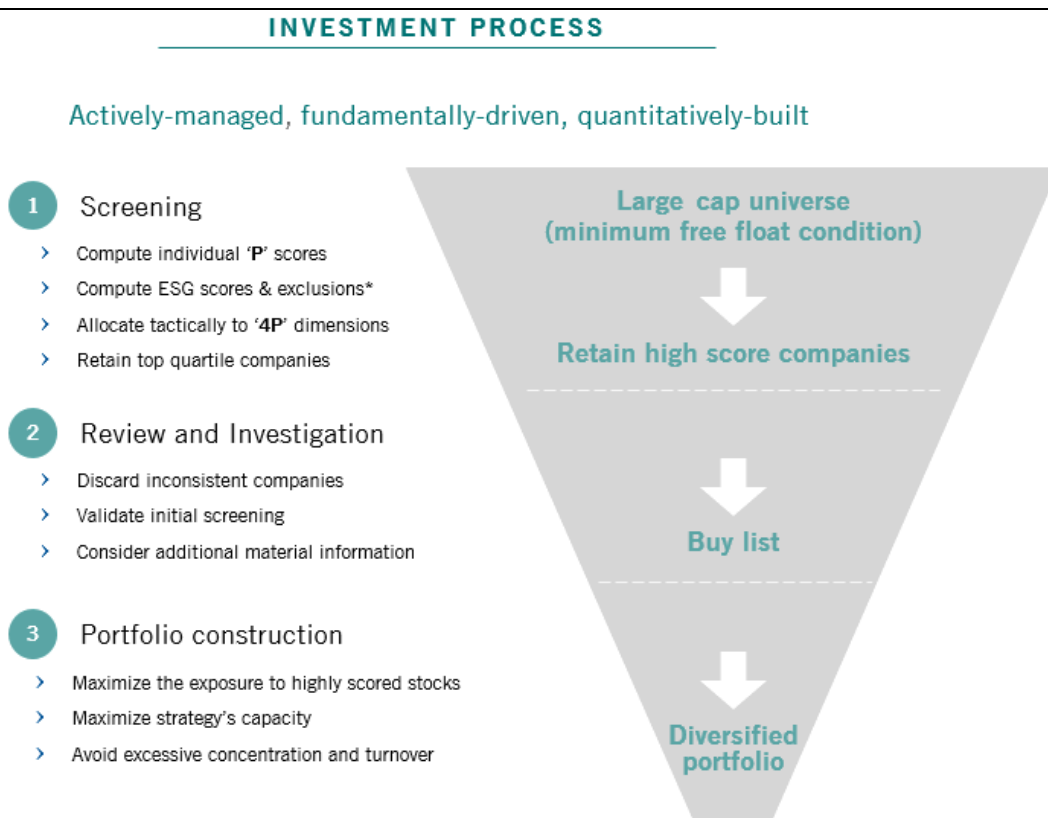 INVESTMENT PROCESS
Actively-managed, fundamentally-driven, quantitatively-built
1 Screening
› Compute individual ‘P’ scores
› Compute ESG scores & exclusions*
› Allocate tactically to ‘4P’ dimensions
› Retain top quartile companies
2 Review and Investigation
› Discard inconsistent companies
› Validate initial screening
› Consider additional material information
3 Portfolio construction
› Maximize the exposure to highly scored stocks
› Maximize strategy’s capacity
› Avoid excessive concentration and turnover
Large cap universe
(minimum free float condition)
Retain high score companies
Buy list
Diversified
portfolio